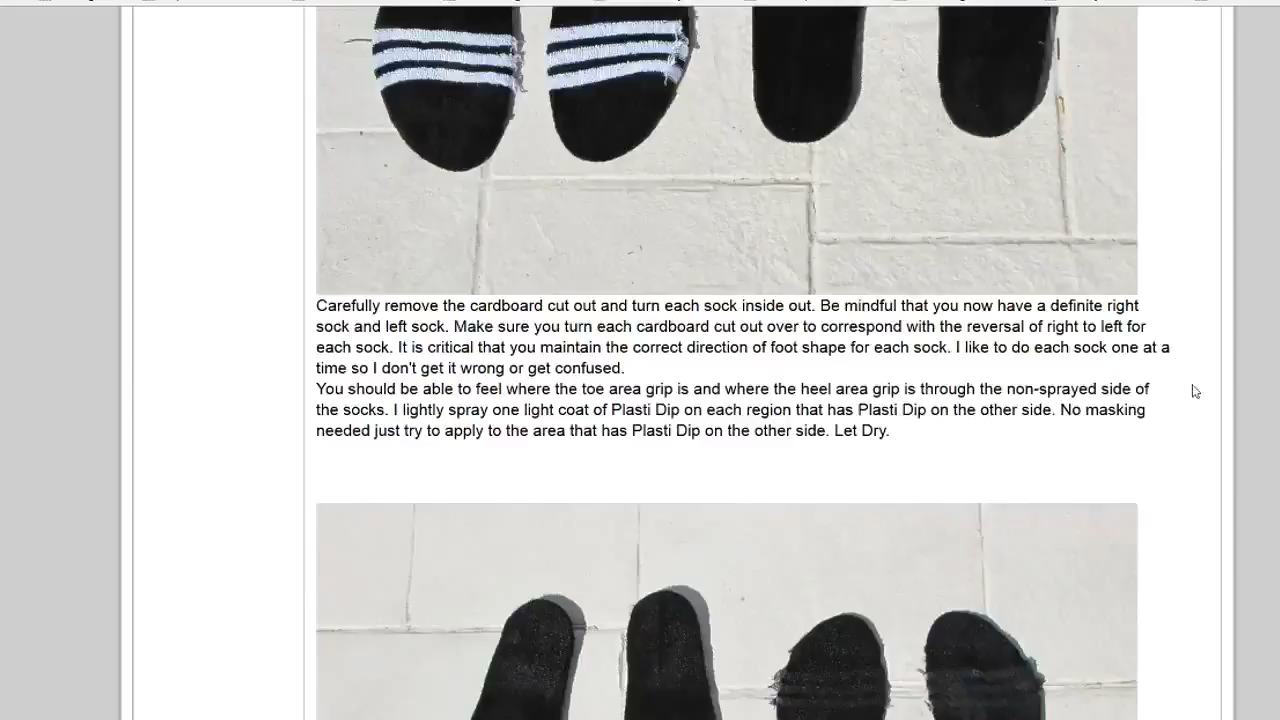 Carefully remove the cardboard cut out and turn each sock inside out. Be mindful that you now have a definite right
sock and left sock. Make sure you turn each cardboard cut out over to correspond with the reversal of right to left for
each sock. It is critical that you maintain the correct direction of foot shape for each sock. I like to do each sock one at a
time so I don't get it wrong or get confused.
You should be able to feel where the toe area grip is and where the heel area grip is through the non-sprayed side of
the socks. I lightly spray one light coat of Plasti Dip on each region that has Plasti Dip on the other side. No masking
needed just try to apply to the area that has Plasti Dip on the other side. Let Dry.